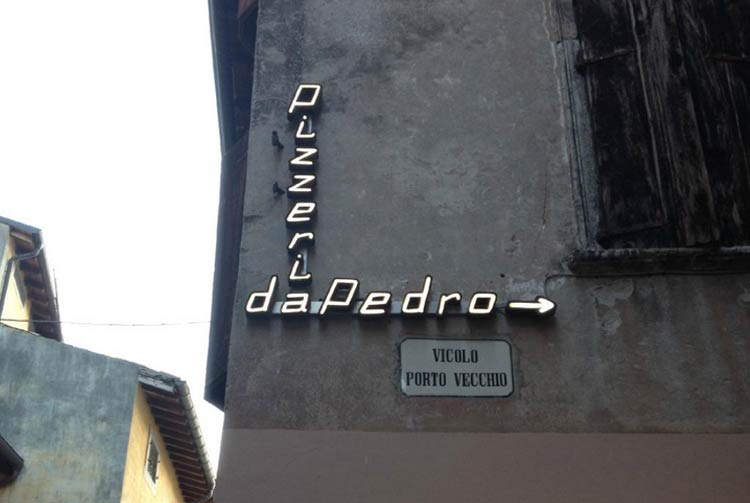 pizzeria
da Pedro →
VICOLO
PORTO VECCHIO